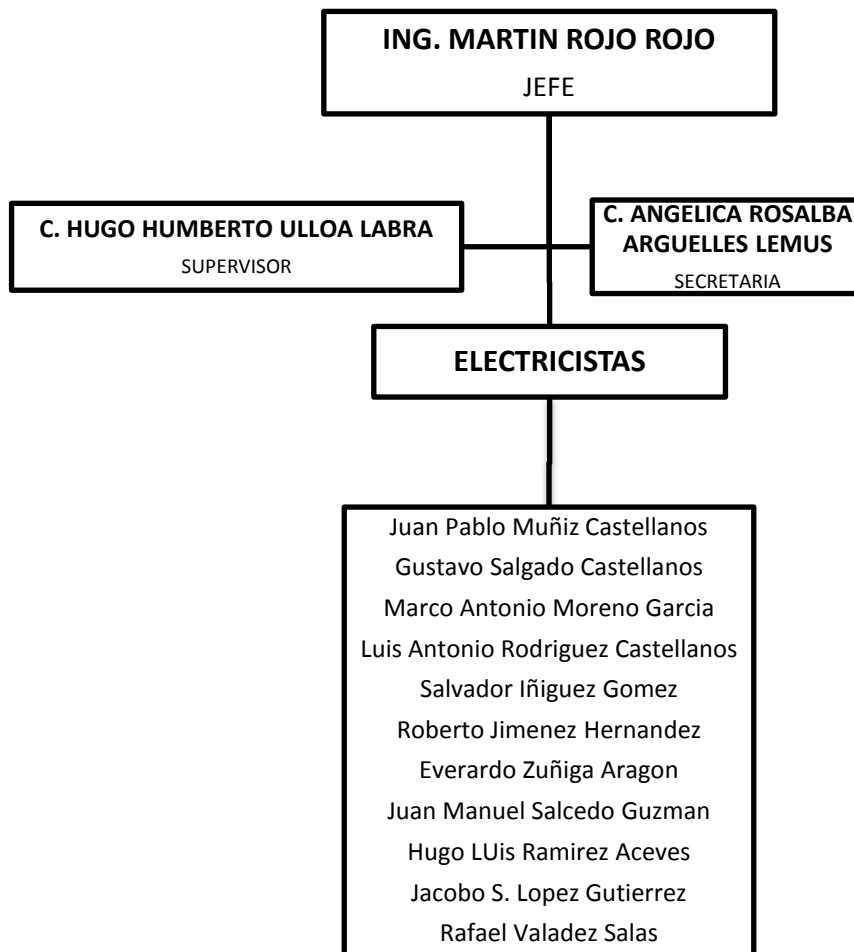 ING. MARTIN ROJO ROJO
JEFE
C. HUGO HUMBERTO ULLOA LABRA
SUPERVISOR
C. ANGELICA ROSALBA
ARGUELLES LEMUS
SECRETARIA
ELECTRICISTAS
Juan Pablo Muñiz Castellanos
Gustavo Salgado Castellanos
Marco Antonio Moreno Garcia
Luis Antonio Rodriguez Castellanos
Salvador Iñiguez Gomez
Roberto Jimenez Hernandez
Everardo Zuñiga Aragon
Juan Manuel Salcedo Guzman
Hugo LUis Ramirez Aceves
Jacobo S. Lopez Gutierrez
Rafael Valadez Salas